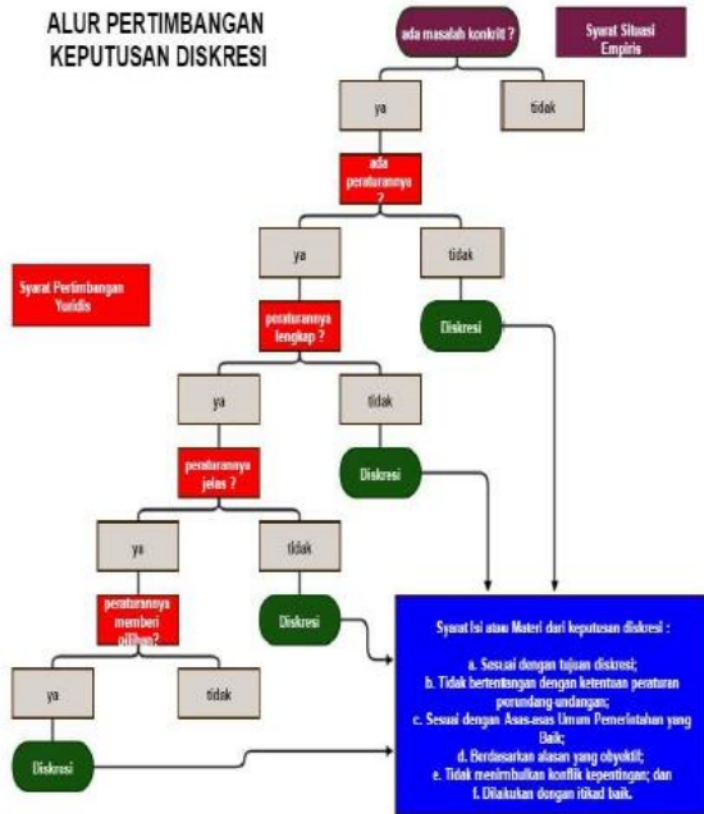 ALUR PERTIMBANGAN
KEPUTUSAN DISKRESI
ada masalah konkrit ?
Syarat Situasi
Empiris
ya
tidak
ada
peraturannya
?
ya
tidak
Syarat Pertimbangan
Yuridis
peraturannya
lengkap ?
Diskresi
ya
tidak
peraturannya
jelas ?
Diskresi
ya
tidak
peraturannya
memberi
pilihan?
Diskresi
ya
tidak
Diskresi
Syarat Isi atau Materi dari keputusan diskresi :
a. Sesuai dengan tujuan diskresi;
b. Tidak bertentangan dengan ketentuan peraturan
perundang-undangan;
c. Sesuai dengan Asas-asas Umum Pemerintahan yang
Baik;
d. Berdasarkan alasan yang obyektif;
e. Tidak menimbulkan konflik kepentingan; dan
f. Dilakukan dengan itikad baik.